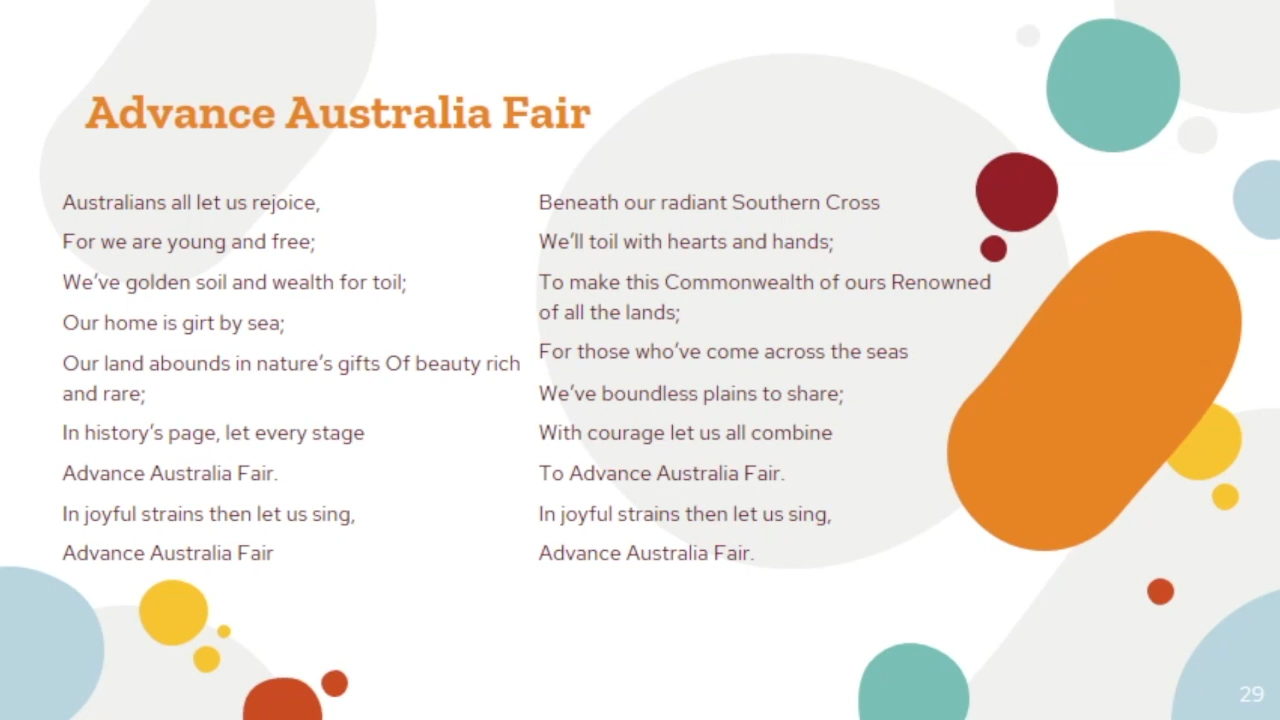 Advance Australia Fair
Australians all let us rejoice,
For we are young and free;
We’ve golden soil and wealth for toil;
Our home is girt by sea;
Our land abounds in nature’s gifts Of beauty rich
and rare;
In history’s page, let every stage
Advance Australia Fair.
In joyful strains then let us sing,
Advance Australia Fair
Beneath our radiant Southern Cross
We’ll toil with hearts and hands;
To make this Commonwealth of ours Renowned
of all the lands;
For those who’ve come across the seas
We’ve boundless plains to share;
With courage let us all combine
To Advance Australia Fair.
In joyful strains then let us sing,
Advance Australia Fair.
29